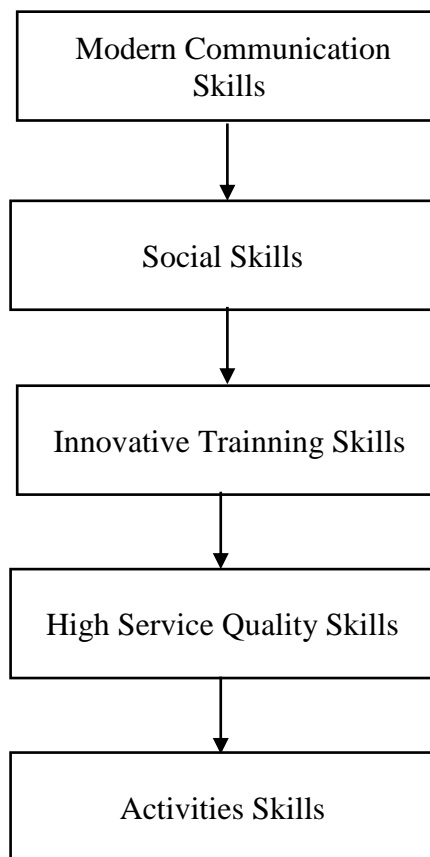 Modern Communication
Skills
Social Skills
Innovative Trainning Skills
High Service Quality Skills
Activities Skills